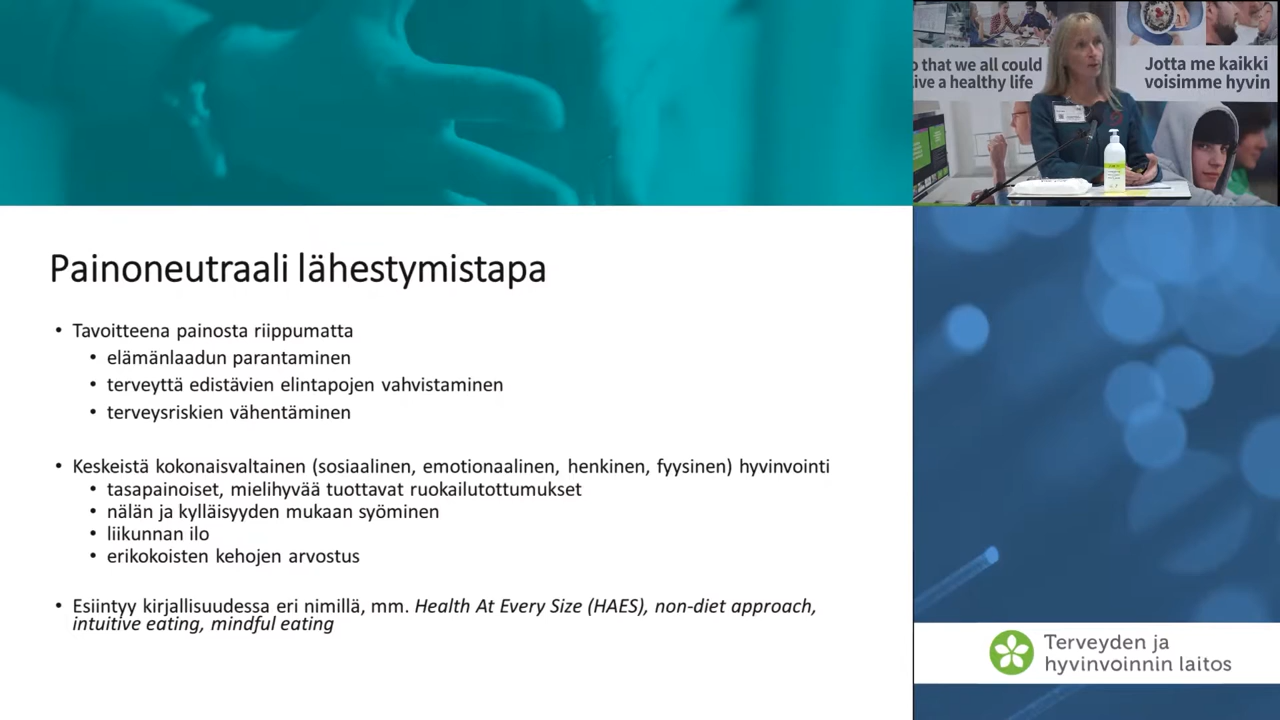 o that we all could
ive a healthy life
Jotta me kaikki
voisimme hyvin
Painoneutraali lähestymistapa
• Tavoitteena painosta riippumatta
• elämänlaadun parantaminen
• terveyttä edistävien elintapojen vahvistaminen
• terveysriskien vähentäminen
• Keskeistä kokonaisvaltainen (sosiaalinen, emotionaalinen, henkinen, fyysinen) hyvinvointi
• tasapainoiset, mielihyvää tuottavat ruokailutottumukset
• nälän ja kylläisyyden mukaan syöminen
• liikunnan ilo
• erikokoisten kehojen arvostus
• Esiintyy kirjallisuudessa eri nimillä, mm. Health At Every Size (HAES), non-diet approach,
intuitive eating, mindful eating
Terveyden ja
hyvinvoinnin laitos